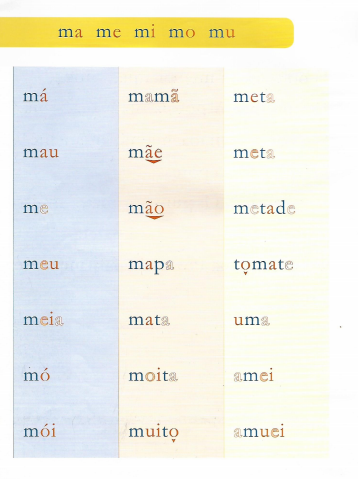 ma me mi mo mu
má mamã meta
mau mãe meta
me mão metade
meu mapa tomate
meia mata uma
mó moita amei
mói muito amuei